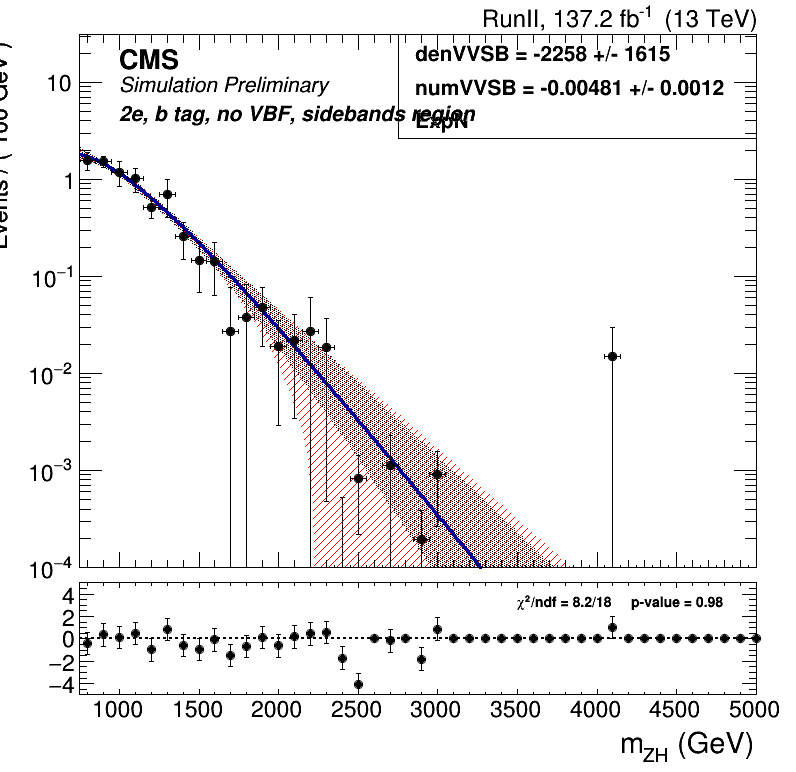 RunII, 137.2 fb⁻¹ (13 TeV)
CMS
Simulation Preliminary
2e, b tag, no VBF, sidebands region
denVVSB = -2258 +/- 1615
numVVSB = -0.00481 +/- 0.0012
ExpN
Events / ( 100 GeV )
10
1
10⁻¹
10⁻²
10⁻³
10⁻⁴
χ²/ndf = 8.2/18 p-value = 0.98
4
2
0
−2
−4
1000 1500 2000 2500 3000 3500 4000 4500 5000
m_ZH (GeV)